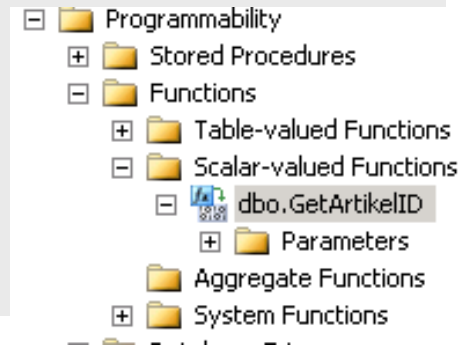 Programmability
Stored Procedures
Functions
Table-valued Functions
Scalar-valued Functions
dbo.GetArtikelID
Parameters
Aggregate Functions
System Functions